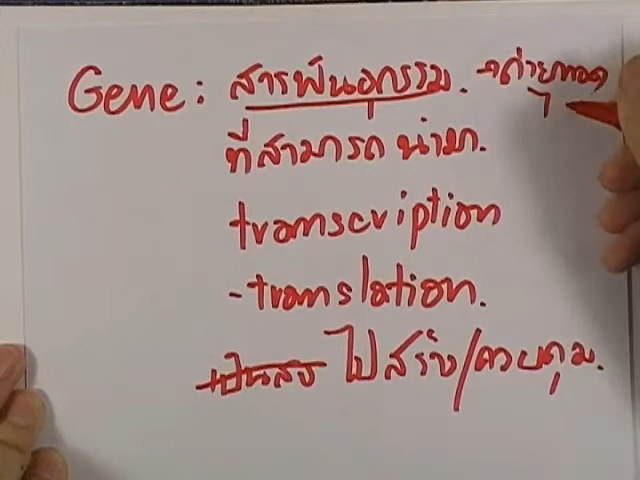 Gene: สารพันธุกรรม. → ถ่ายทอด
ที่สามารถ นำมา.
transcription
-translation.
ไปสร้าง/ควบคุม.